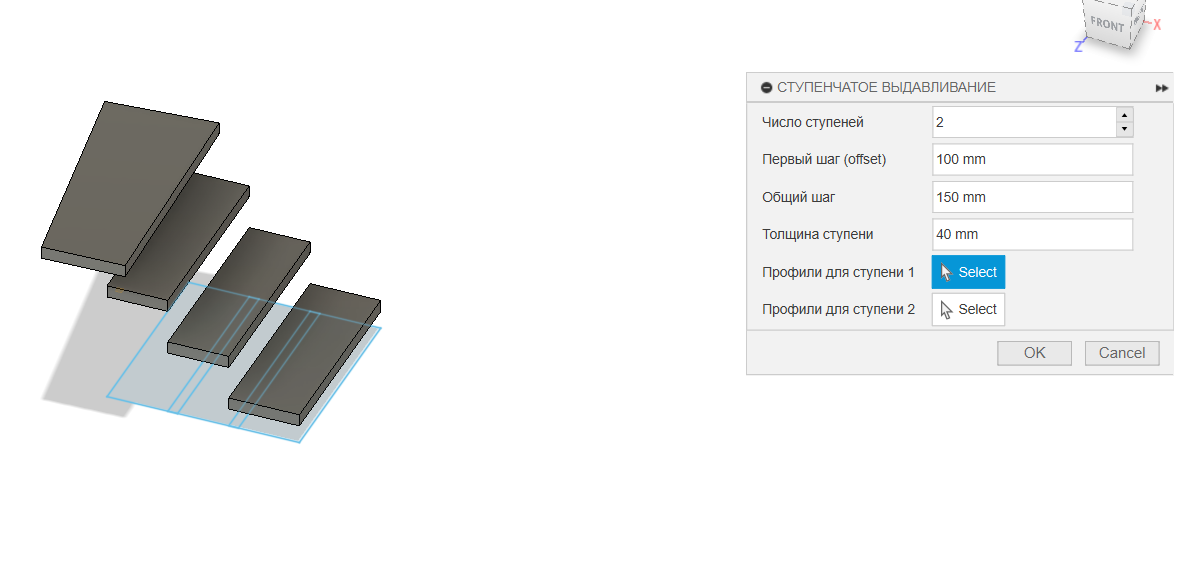 FRONT
X
Z
СТУПЕНЧАТОЕ ВЫДАВЛИВАНИЕ
Число ступеней 2
Первый шаг (offset) 100 mm
Общий шаг 150 mm
Толщина ступени 40 mm
Профили для ступени 1 Select
Профили для ступени 2 Select
OK Cancel